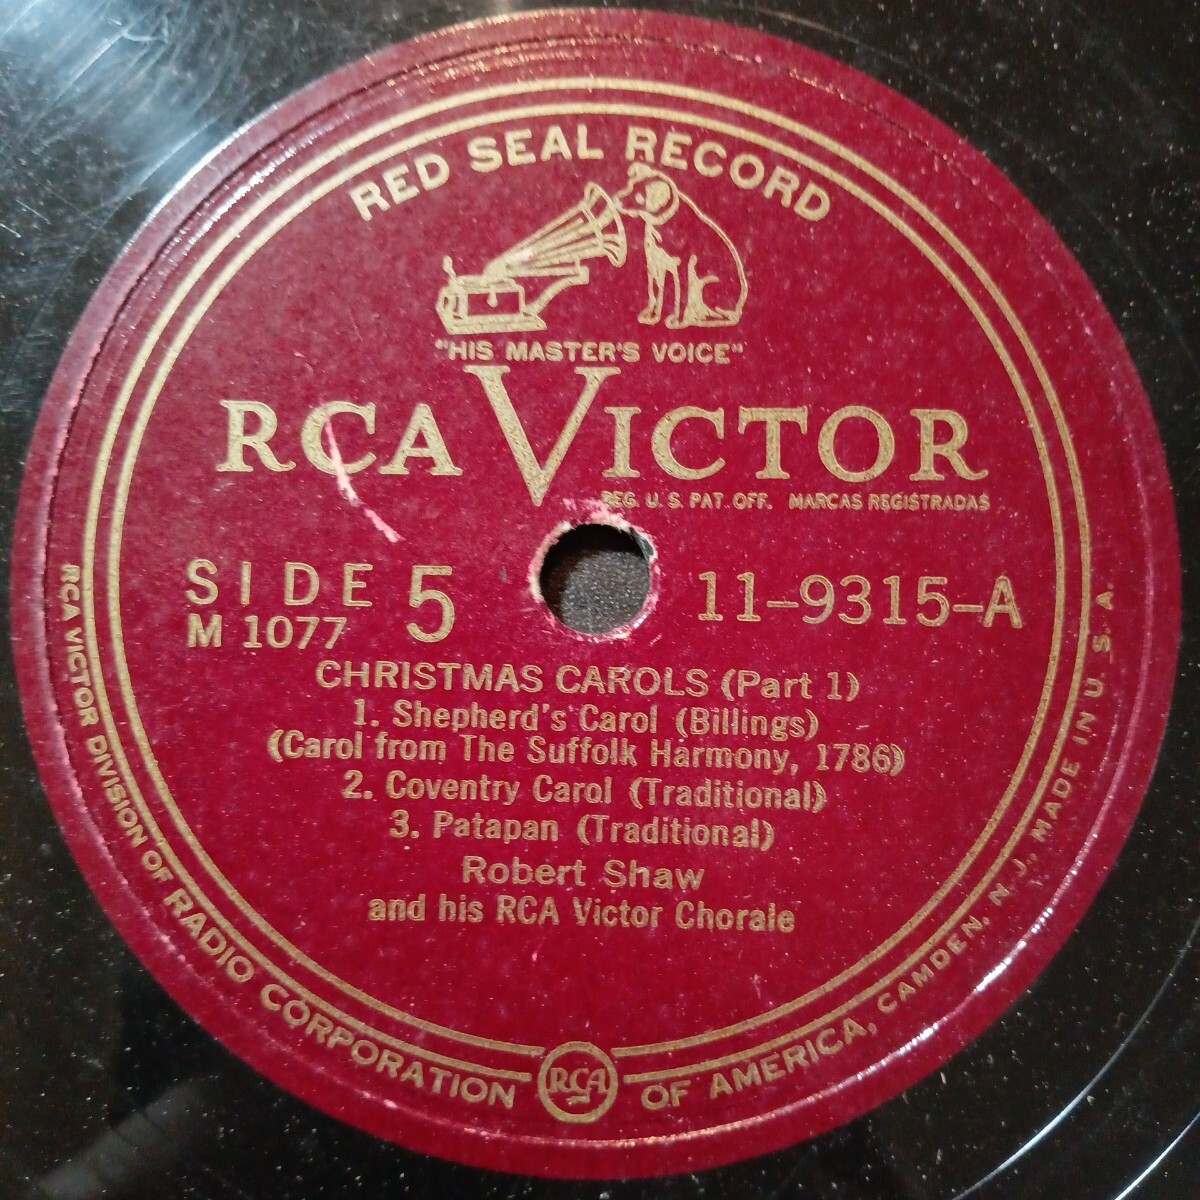 RED SEAL RECORD
"HIS MASTER'S VOICE"
RCA VICTOR
REG. U. S. PAT. OFF. MARCAS REGISTRADAS
SIDE 5
M 1077
11-9315-A
CHRISTMAS CAROLS (Part 1)
1. Shepherd's Carol (Billings)
(Carol from The Suffolk Harmony, 1786)
2. Coventry Carol (Traditional)
3. Patapan (Traditional)
Robert Shaw
and his RCA Victor Chorale
RCA VICTOR DIVISION OF RADIO CORPORATION OF AMERICA, CAMDEN, N. J., MADE IN U. S. A.
RCA